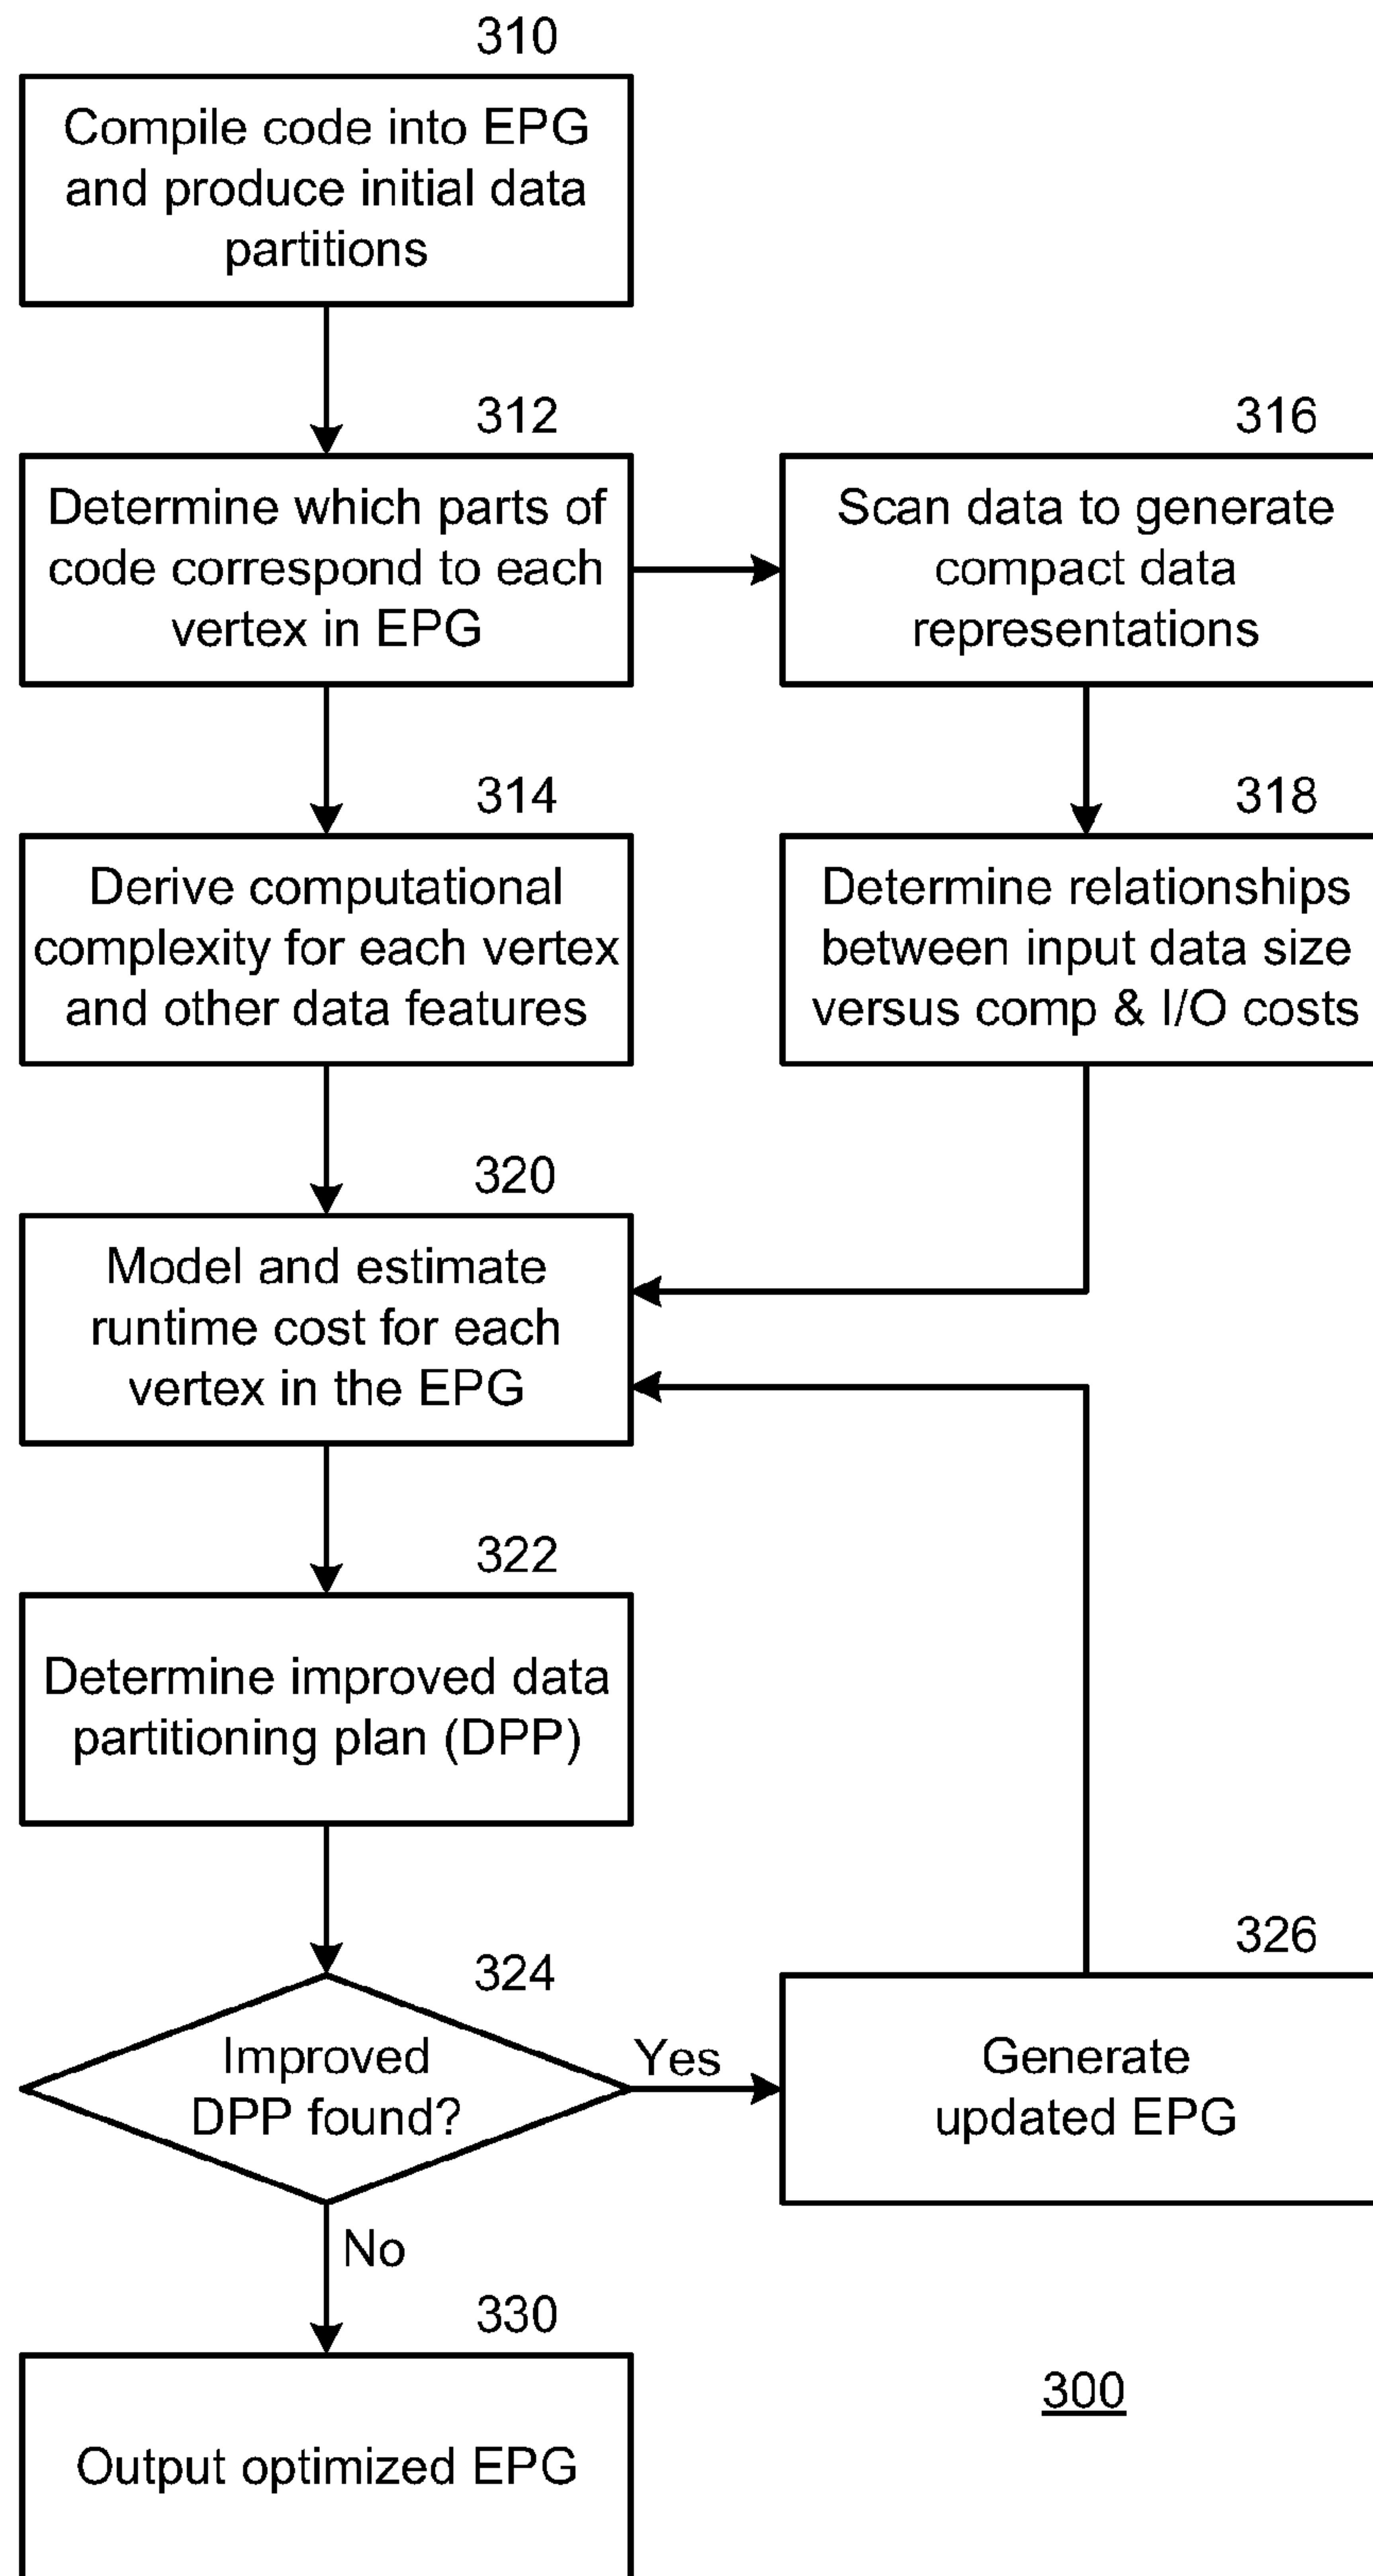 310
Compile code into EPG
and produce initial data
partitions
312
Determine which parts of
code correspond to each
vertex in EPG
316
Scan data to generate
compact data
representations
314
Derive computational
complexity for each vertex
and other data features
318
Determine relationships
between input data size
versus comp & I/O costs
320
Model and estimate
runtime cost for each
vertex in the EPG
322
Determine improved data
partitioning plan (DPP)
324
Improved
DPP found?
Yes
326
Generate
updated EPG
No
330
Output optimized EPG
300